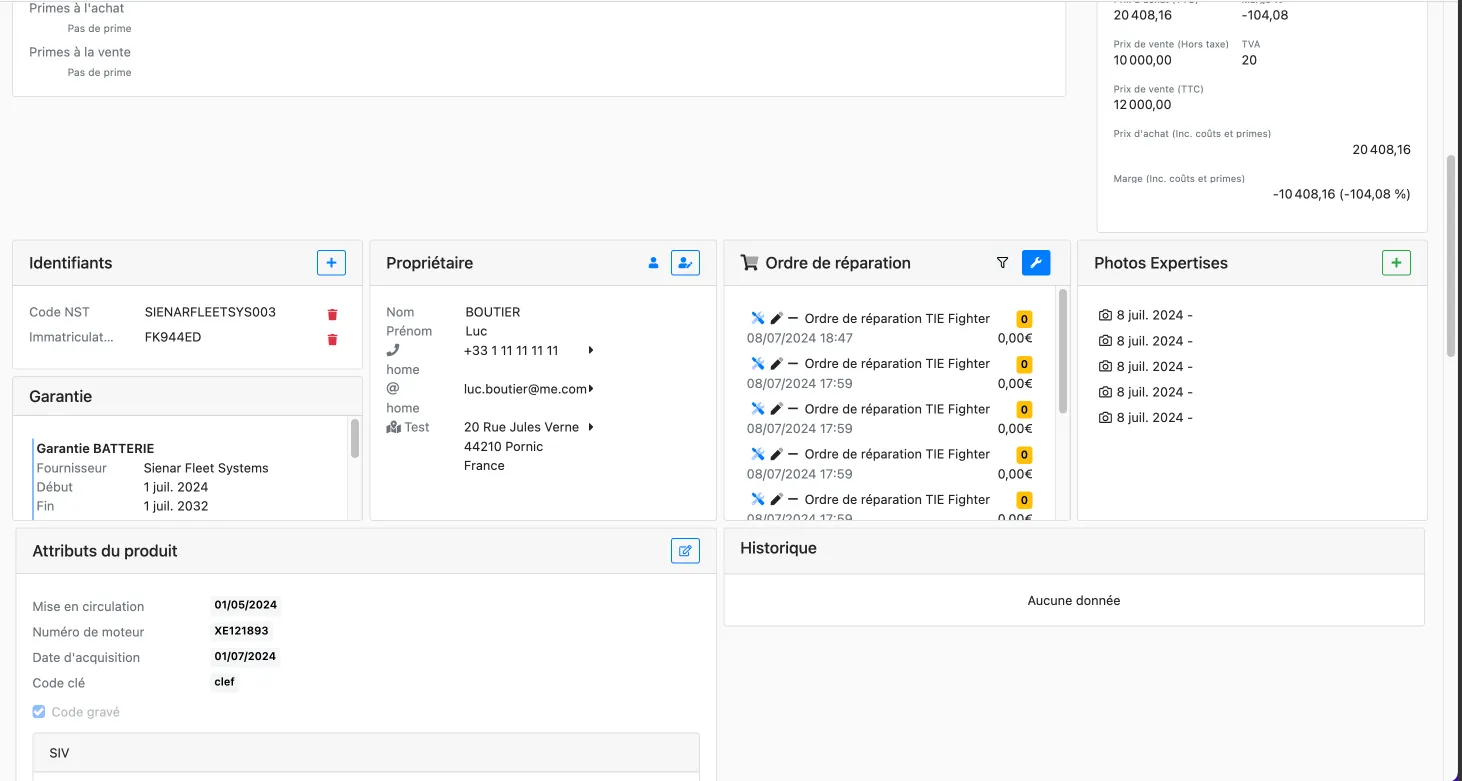 Primes à l'achat
Pas de prime
Primes à la vente
Pas de prime
20 408,16 -104,08
Prix de vente (Hors taxe) TVA
10 000,00 20
Prix de vente (TTC)
12 000,00
Prix d'achat (Inc. coûts et primes)
20 408,16
Marge (Inc. coûts et primes)
-10 408,16 (-104,08 %)
Identifiants
Code NST SIENARFLEETSYS003
Immatriculat... FK944ED
Garantie
Garantie BATTERIE
Fournisseur Sienar Fleet Systems
Début 1 juil. 2024
Fin 1 juil. 2032
Propriétaire
Nom BOUTIER
Prénom Luc
+33 1 11 11 11 11
home
@ luc.boutier@me.com
home
Test 20 Rue Jules Verne
44210 Pornic
France
Ordre de réparation
Ordre de réparation TIE Fighter 0
08/07/2024 18:47 0,00€
Ordre de réparation TIE Fighter 0
08/07/2024 17:59 0,00€
Ordre de réparation TIE Fighter 0
08/07/2024 17:59 0,00€
Ordre de réparation TIE Fighter 0
08/07/2024 17:59 0,00€
Ordre de réparation TIE Fighter 0
08/07/2024 17:59 0,00€
Photos Expertises
8 juil. 2024 -
8 juil. 2024 -
8 juil. 2024 -
8 juil. 2024 -
8 juil. 2024 -
Attributs du produit
Mise en circulation 01/05/2024
Numéro de moteur XE121893
Date d'acquisition 01/07/2024
Code clé clef
Code gravé
SIV
Historique
Aucune donnée